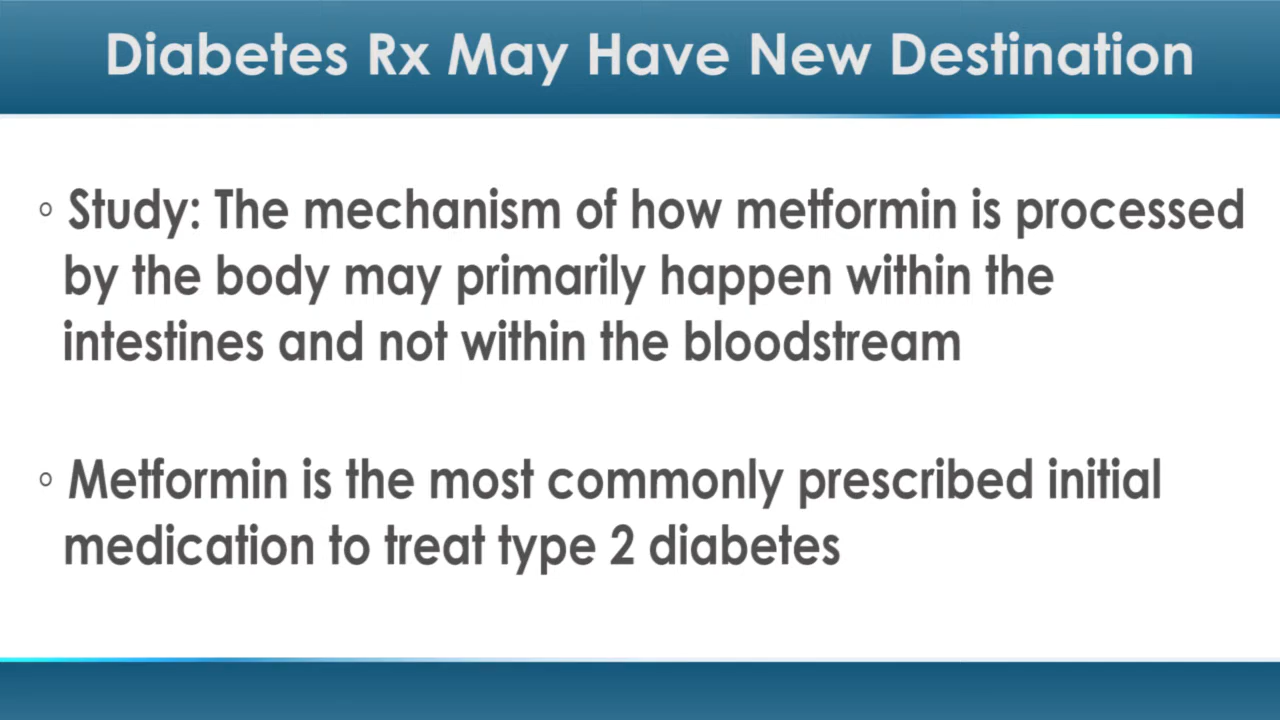 Diabetes Rx May Have New Destination
◦ Study: The mechanism of how metformin is processed
by the body may primarily happen within the
intestines and not within the bloodstream
◦ Metformin is the most commonly prescribed initial
medication to treat type 2 diabetes